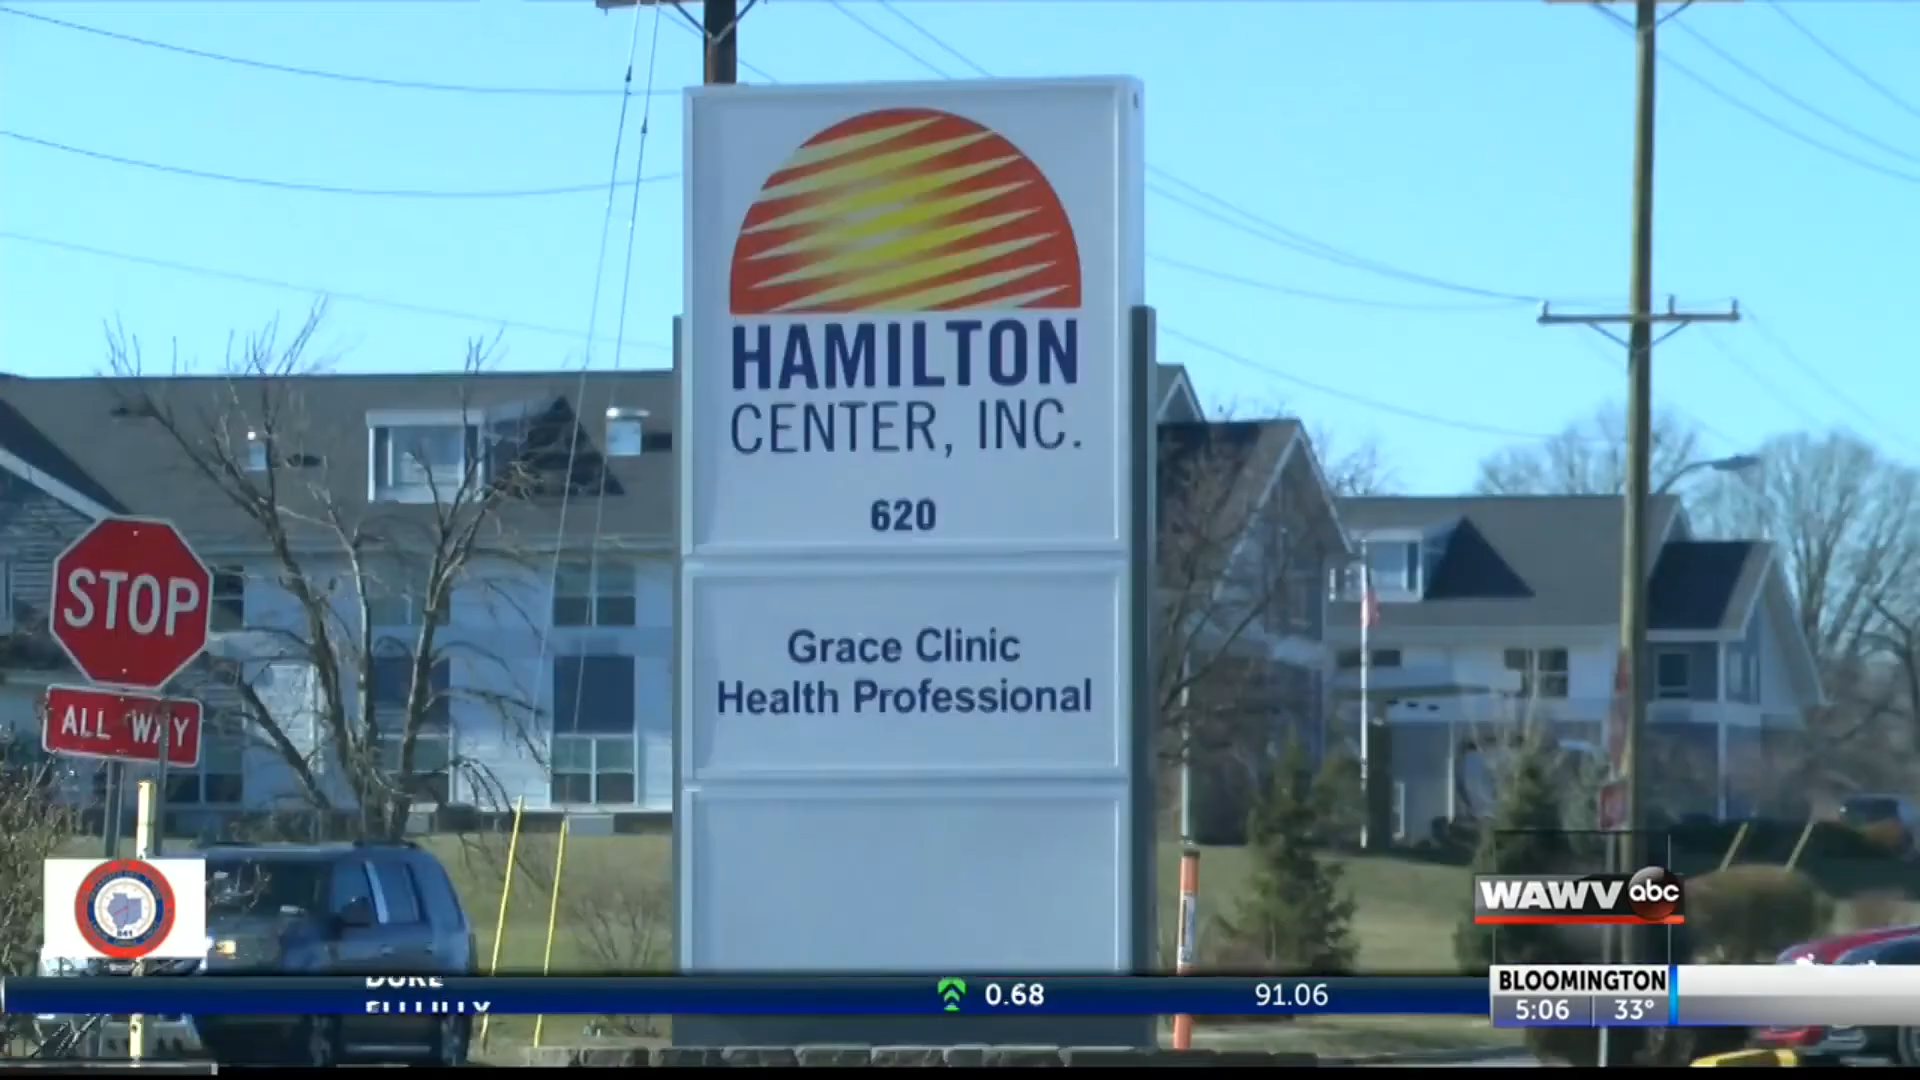 HAMILTON
CENTER, INC.
620
Grace Clinic
Health Professional
STOP
ALL WAY
WAWV abc
0.68
91.06
BLOOMINGTON
5:06
33°